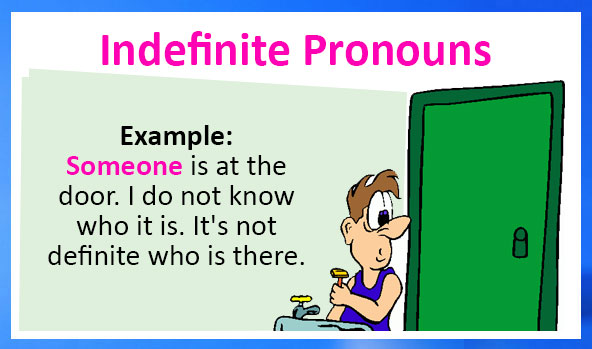 Indefinite Pronouns
Example:
Someone is at the
door. I do not know
who it is. It's not
definite who is there.